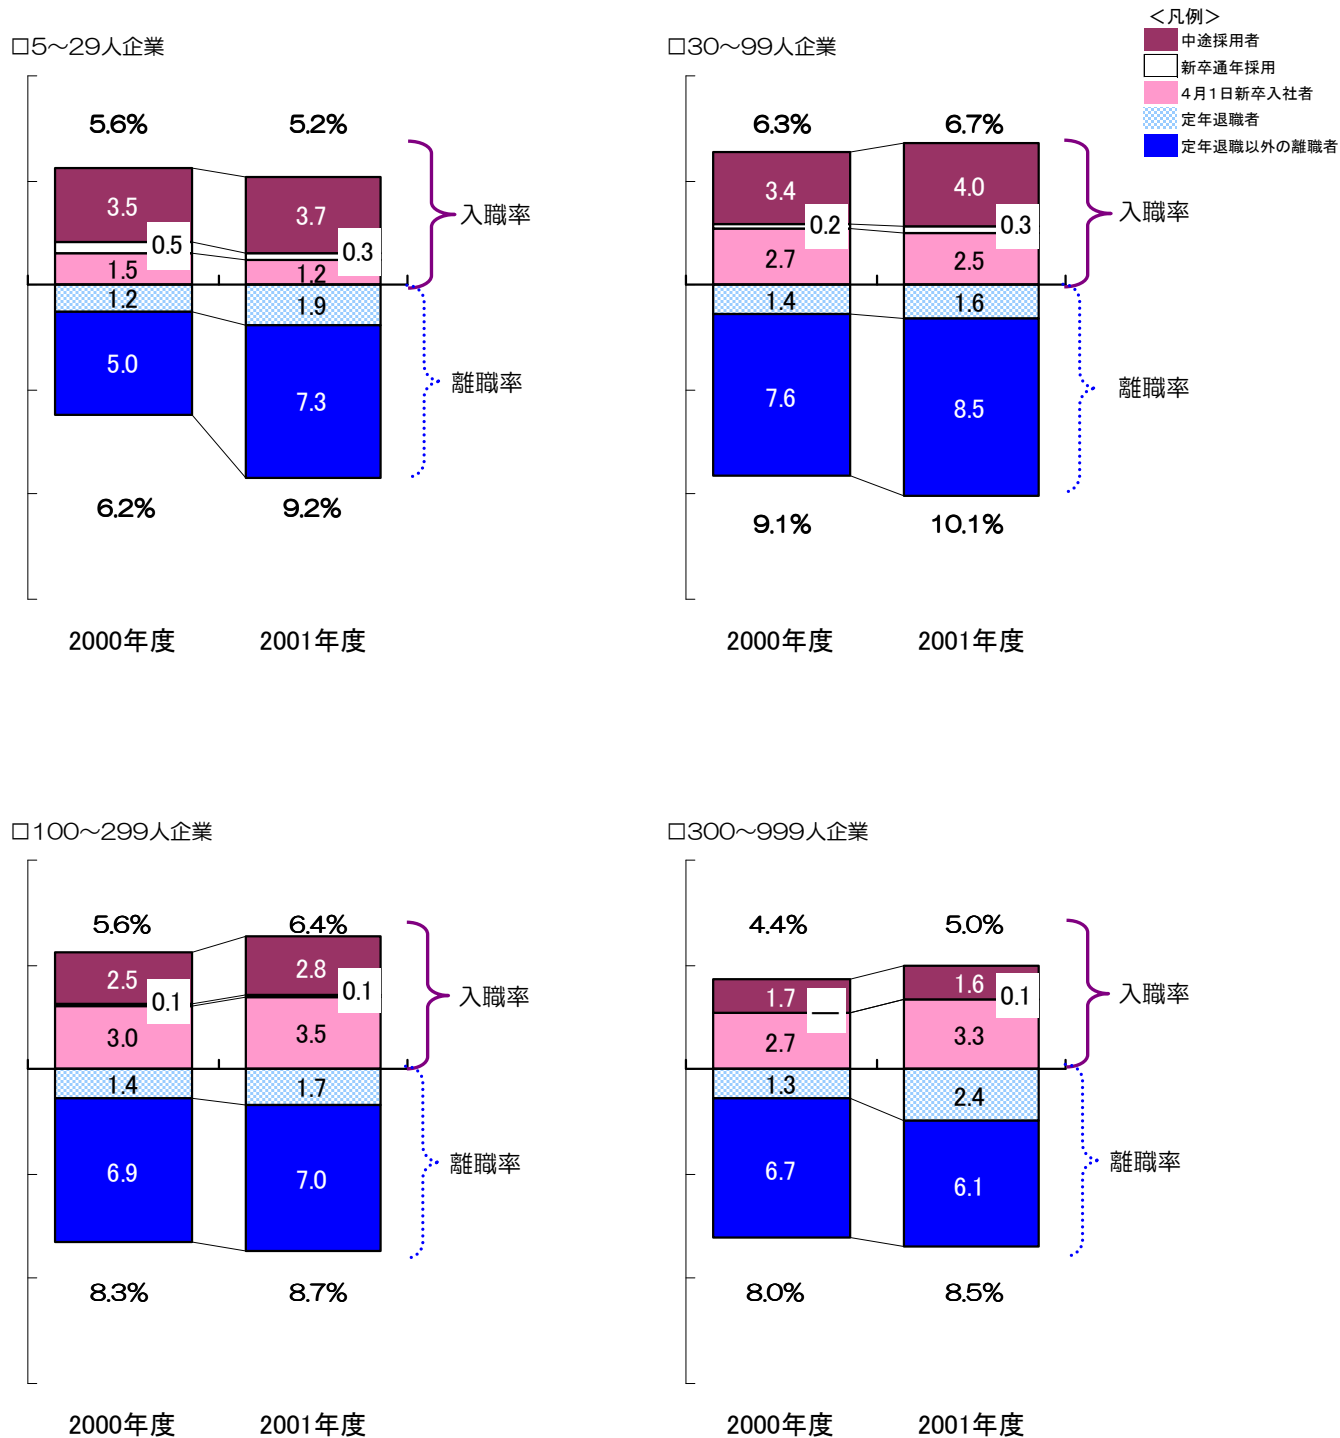 ＜凡例＞
中途採用者
新卒通年採用
4月1日新卒入社者
定年退職者
定年退職以外の離職者
□5～29人企業
5.6%
5.2%
3.5
3.7
0.5
0.3
1.5
1.2
入職率
1.2
1.9
5.0
7.3
離職率
6.2%
9.2%
2000年度
2001年度
□30～99人企業
6.3%
6.7%
3.4
4.0
0.2
0.3
2.7
2.5
入職率
1.4
1.6
7.6
8.5
離職率
9.1%
10.1%
2000年度
2001年度
□100～299人企業
5.6%
6.4%
2.5
2.8
0.1
0.1
3.0
3.5
入職率
1.4
1.7
6.9
7.0
離職率
8.3%
8.7%
2000年度
2001年度
□300～999人企業
4.4%
5.0%
1.7
1.6
―
0.1
2.7
3.3
入職率
1.3
2.4
6.7
6.1
離職率
8.0%
8.5%
2000年度
2001年度